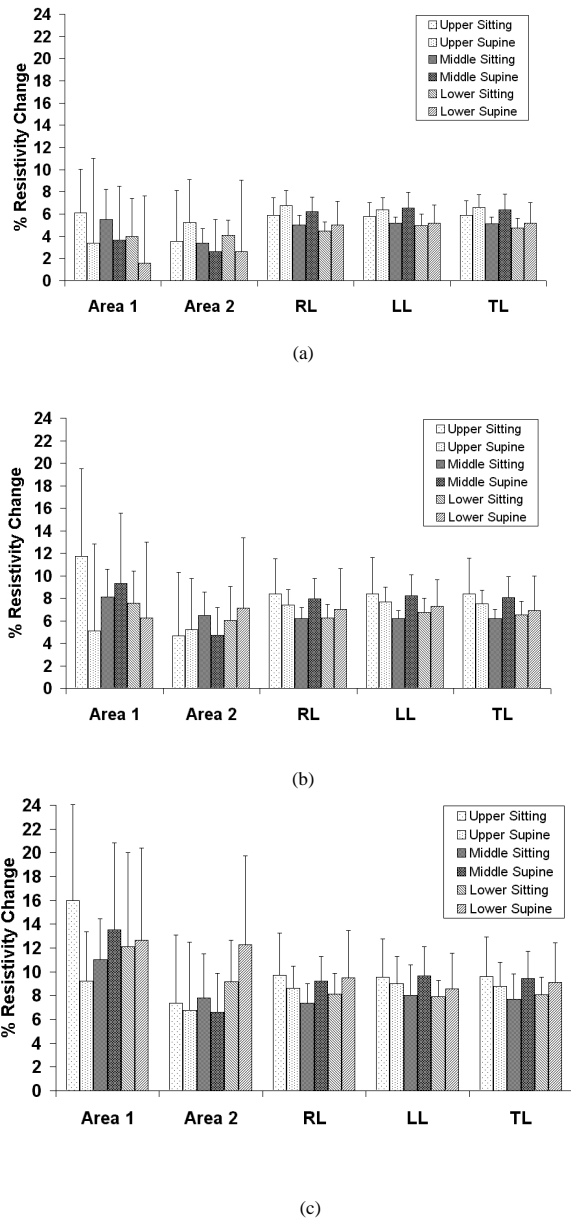 24
22
20
18
16
14
12
10
8
6
4
2
0
% Resistivity Change
Upper Sitting
Upper Supine
Middle Sitting
Middle Supine
Lower Sitting
Lower Supine
Area 1 Area 2 RL LL TL
(a)
24
22
20
18
16
14
12
10
8
6
4
2
0
% Resistivity Change
Upper Sitting
Upper Supine
Middle Sitting
Middle Supine
Lower Sitting
Lower Supine
Area 1 Area 2 RL LL TL
(b)
24
22
20
18
16
14
12
10
8
6
4
2
0
% Resistivity Change
Upper Sitting
Upper Supine
Middle Sitting
Middle Supine
Lower Sitting
Lower Supine
Area 1 Area 2 RL LL TL
(c)